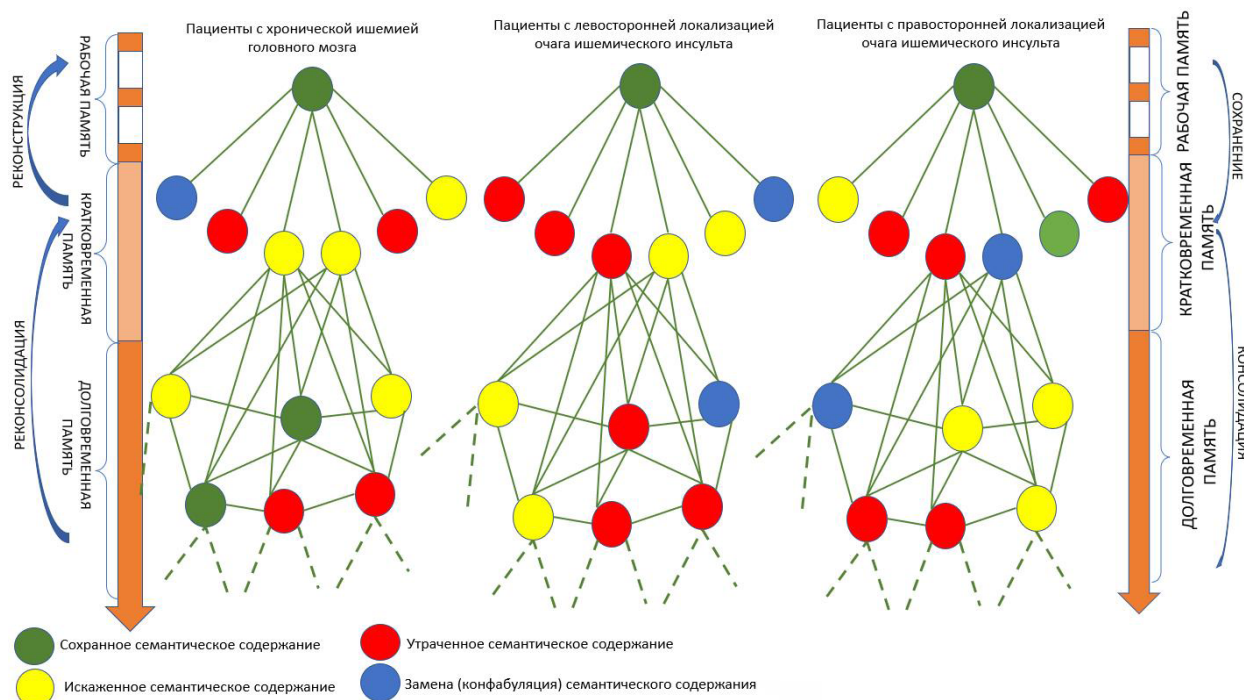 Пациенты с хронической ишемией
головного мозга
Пациенты с левосторонней локализацией
очага ишемического инсульта
Пациенты с правосторонней локализацией
очага ишемического инсульта
РЕКОНСТРУКЦИЯ
РЕКОНСОЛИДАЦИЯ
РАБОЧАЯ ПАМЯТЬ
КРАТКОВРЕМЕННАЯ
ПАМЯТЬ
ДОЛГОВРЕМЕННАЯ
ПАМЯТЬ
РАБОЧАЯ ПАМЯТЬ
КРАТКОВРЕМЕННАЯ
ПАМЯТЬ
ДОЛГОВРЕМЕННАЯ
ПАМЯТЬ
СОХРАНЕНИЕ
КОНСОЛИДАЦИЯ
Сохранное семантическое содержание
Утраченное семантическое содержание
Искаженное семантическое содержание
Замена (конфабуляция) семантического содержания